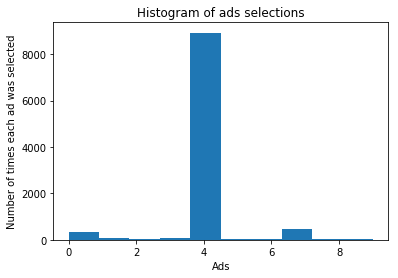 Histogram of ads selections
Number of times each ad was selected
8000
6000
4000
2000
0
0 2 4 6 8
Ads